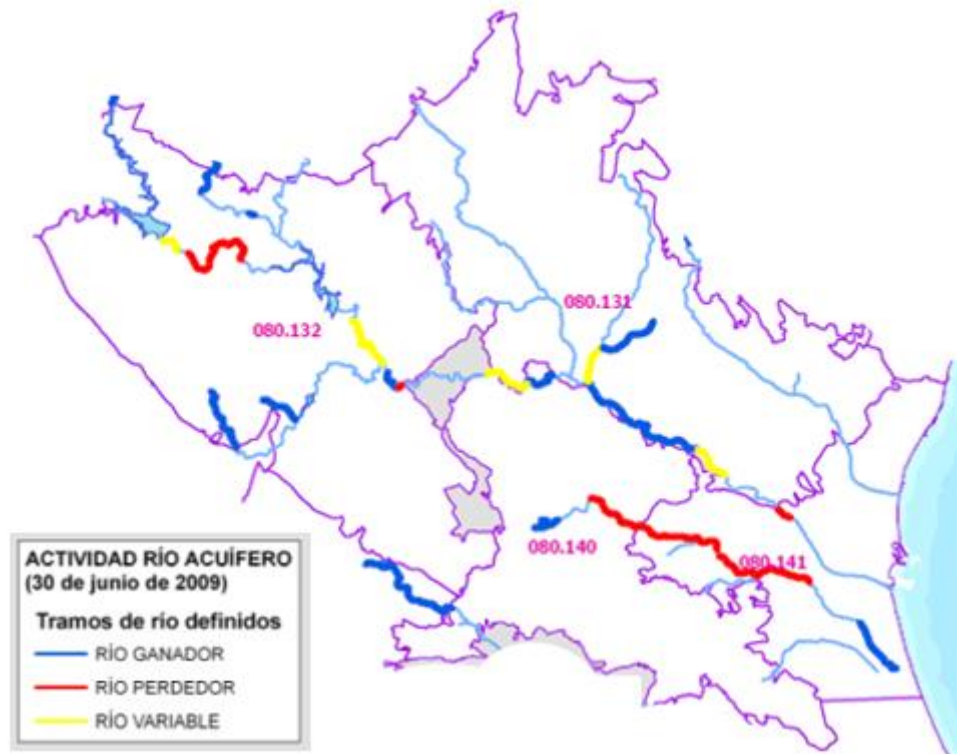 080.131
080.132
080.140
080.141
ACTIVIDAD RÍO ACUÍFERO
(30 de junio de 2009)
Tramos de río definidos
RÍO GANADOR
RÍO PERDEDOR
RÍO VARIABLE